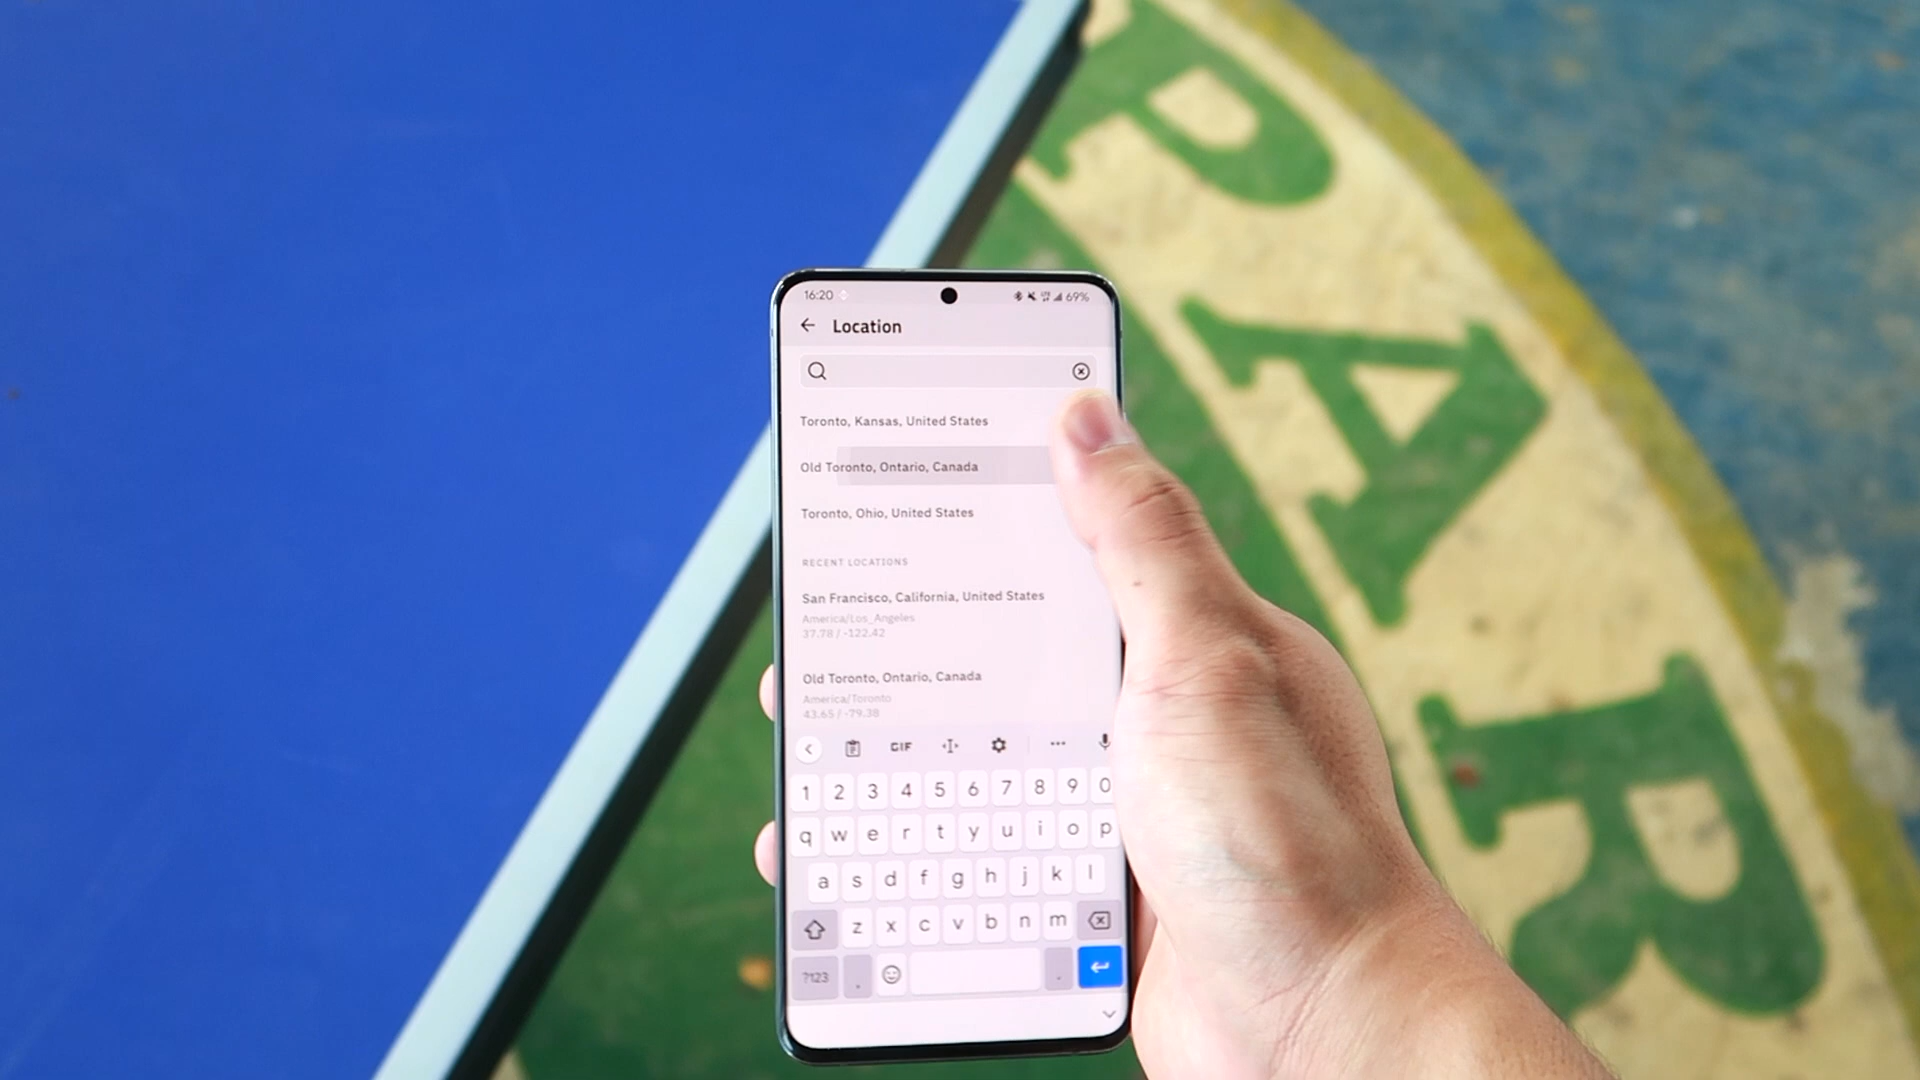 16:20
69%
Location
Toronto, Kansas, United States
Old Toronto, Ontario, Canada
Toronto, Ohio, United States
RECENT LOCATIONS
San Francisco, California, United States
America/Los_Angeles
37.78 / -122.42
Old Toronto, Ontario, Canada
America/Toronto
43.65 / -79.38
GIF
1 2 3 4 5 6 7 8 9 0
q w e r t y u i o p
a s d f g h j k l
z x c v b n m
?123 , .
PAR